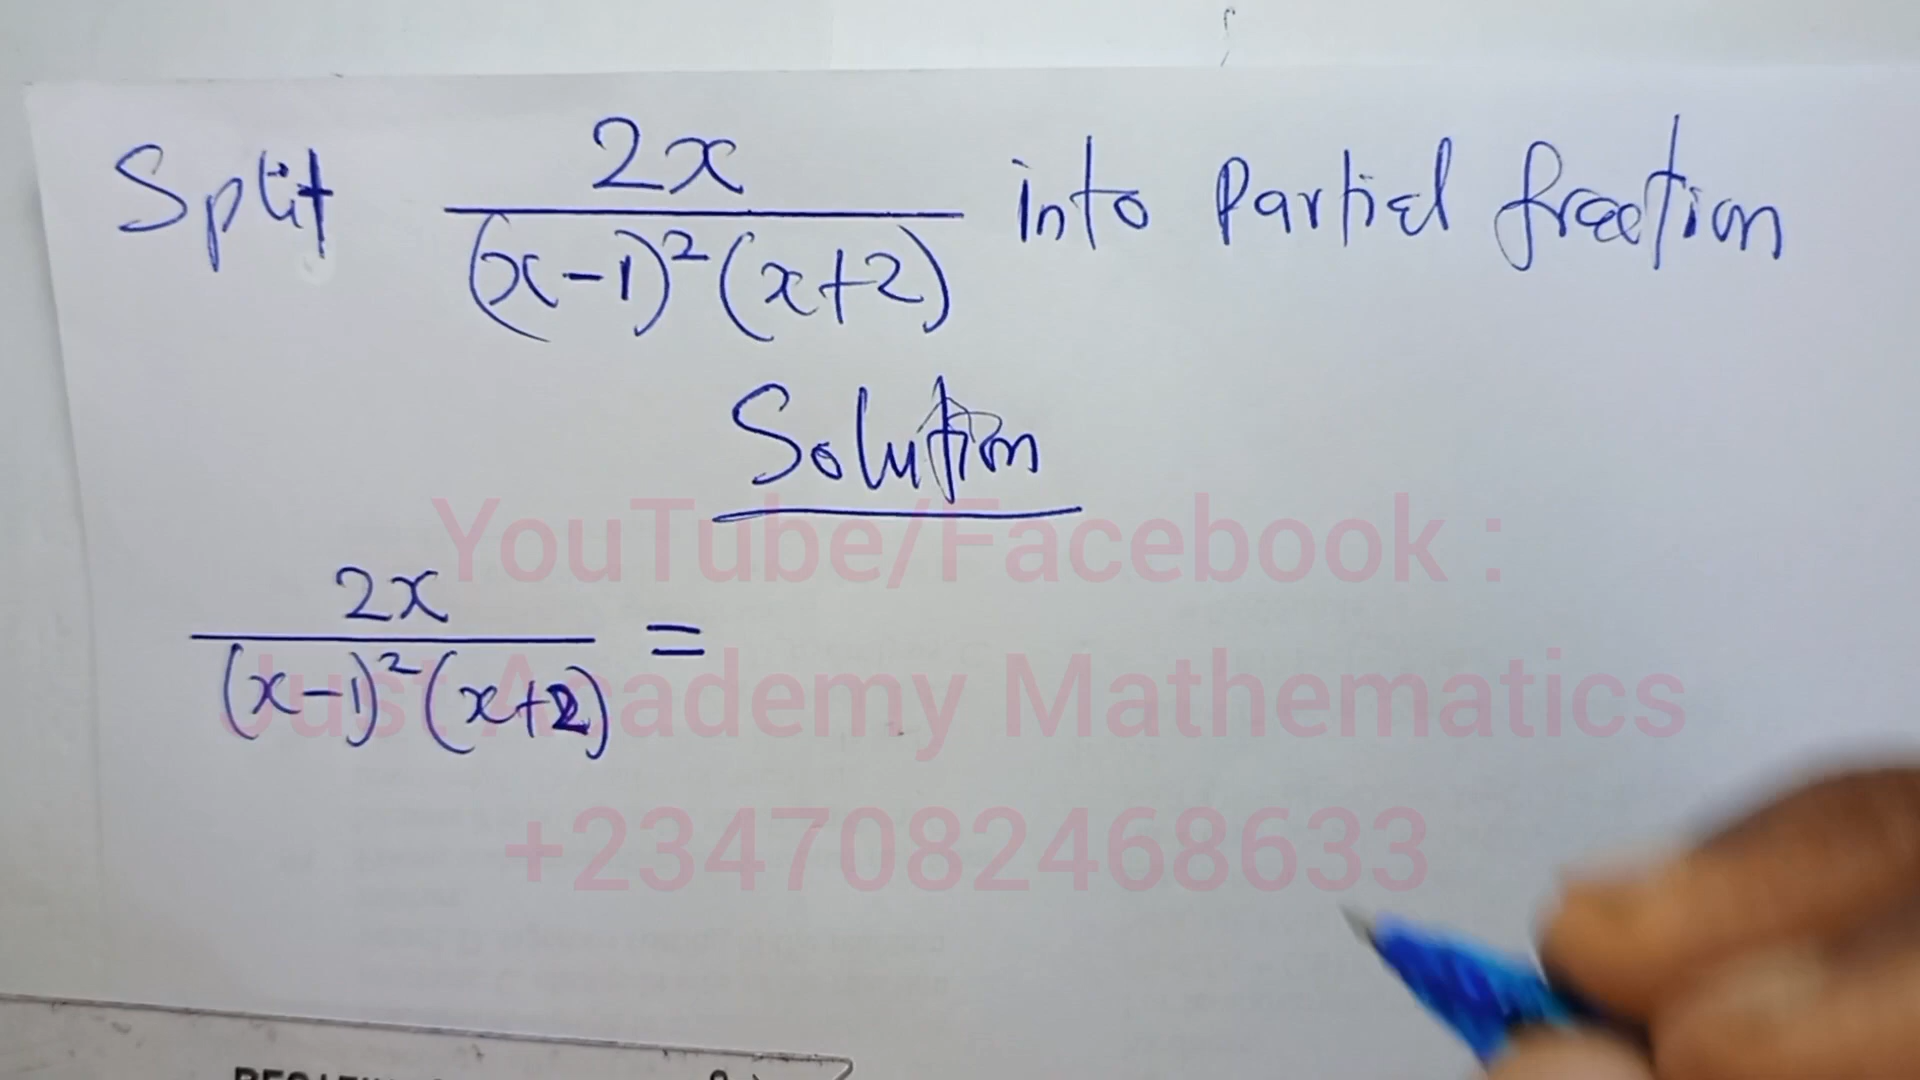 Split 2x / (x-1)²(x+2) into Partial fraction
Solution
YouTube/Facebook :
2x / (x-1)²(x+2) =
Just Academy Mathematics
+2347082468633